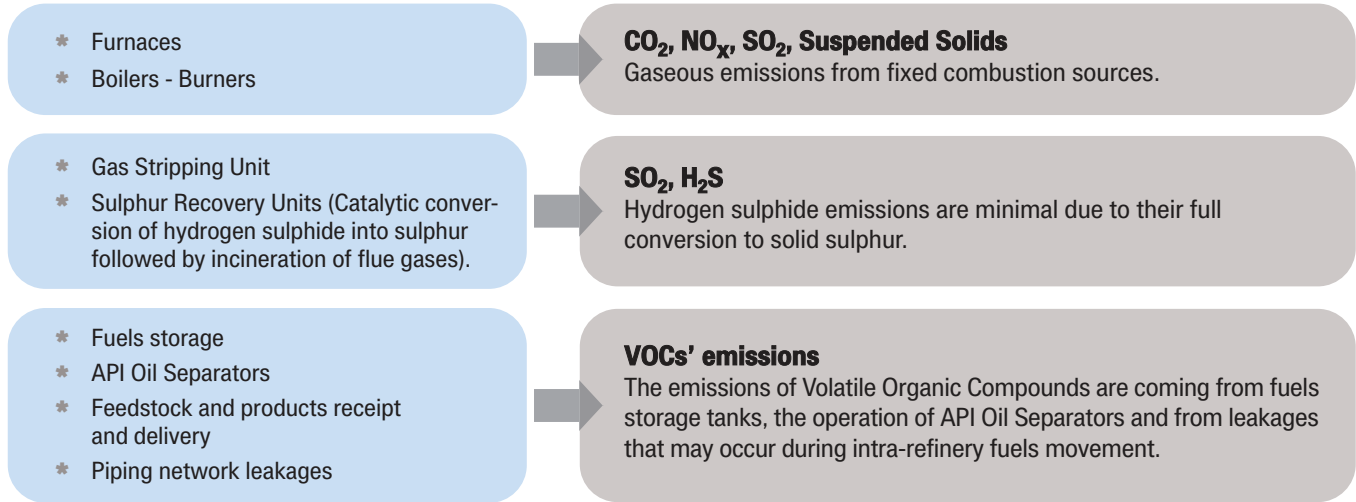 * Furnaces
* Boilers - Burners
CO₂, NOₓ, SO₂, Suspended Solids
Gaseous emissions from fixed combustion sources.
* Gas Stripping Unit
* Sulphur Recovery Units (Catalytic conver-
sion of hydrogen sulphide into sulphur
followed by incineration of flue gases).
SO₂, H₂S
Hydrogen sulphide emissions are minimal due to their full
conversion to solid sulphur.
* Fuels storage
* API Oil Separators
* Feedstock and products receipt
and delivery
* Piping network leakages
VOCs’ emissions
The emissions of Volatile Organic Compounds are coming from fuels
storage tanks, the operation of API Oil Separators and from leakages
that may occur during intra-refinery fuels movement.